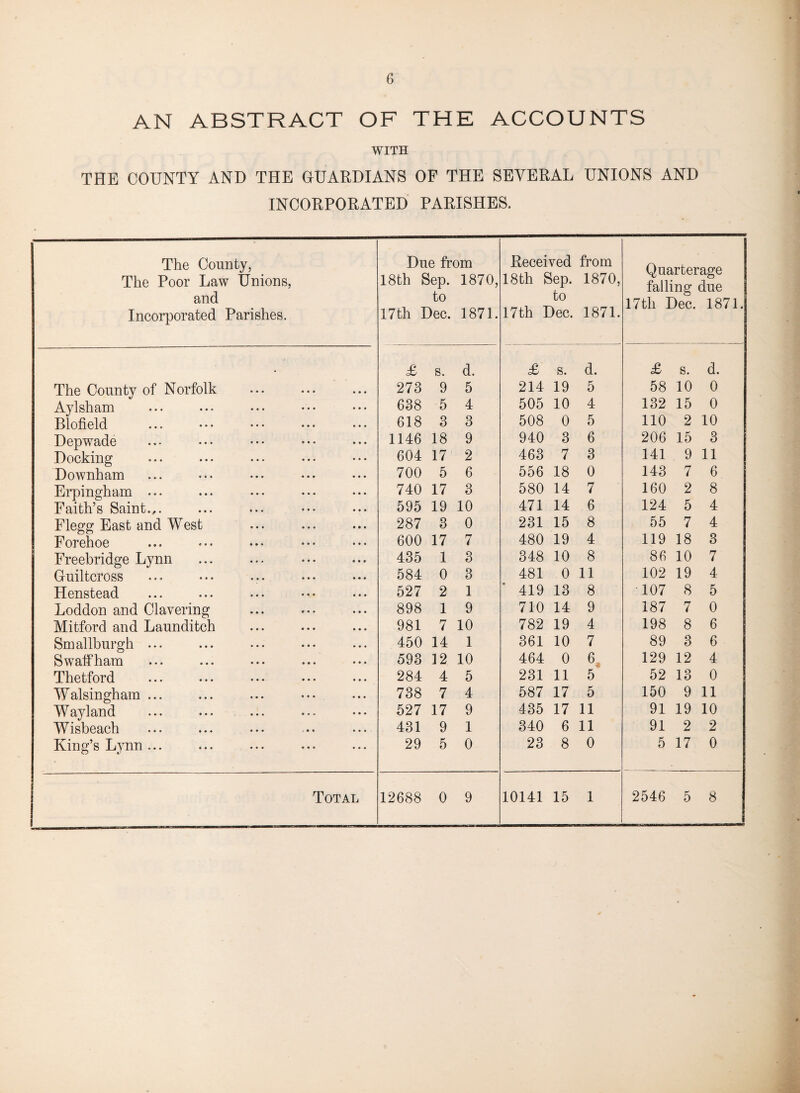 6
AN ABSTRACT OF THE ACCOUNTS
WITH
THE COUNTY AND THE GUARDIANS OF THE SEVERAL UNIONS AND
INCORPORATED PARISHES.
The County, The Poor Law Unions, and Incorporated Parishes. Due from 18th Sep. 1870, to 17th Dec. 1871. Received from 18th Sep. 1870, to 17th Dec. 1871. Quarterage falling due 17th Dec. 1871.
£ s. d. £ s. d. £ s. d.
The County of Norfolk ... ... ... 273 9 5 214 19 5 58 10 0
Aylsham ... ... ... ... ... 638 5 4 505 10 4 132 15 0
Blofield ... ... ... ... ... 618 3 3 508 0 5 110 2 10
Depwade ... ... ... ... ... 1146 18 9 940 3 6 206 15 3
Docking ... ... ... ... ... 604 17 2 463 7 3 141 9 11
Downham ... ... ... ... ... 700 5 6 556 18 0 143 7 6
Erpingham ... ... ... ... ... 740 17 3 580 14 7 160 2 8
Faith's Saint... ... ... ... ... 595 19 10 471 14 6 124 5 4
Flegg East and West ... ... ... 287 3 0 231 15 8 55 7 4
Forehoe ... ... ... ... ... 600 17 7 480 19 4 119 18 3
Freebridge Lynn ... ... ... ... 435 1 3 348 10 8 86 10 7
Guiltcross ... ... ... ... ... 584 0 3 481 0 11 102 19 4
Henstead ... ... ... ... ... 527 2 1 419 13 8 107 8 5
Loddon and Clavering ... ... ... 898 1 9 710 14 9 187 7 0
Mitford and Launditch ... ... ... 981 7 10 782 19 4 198 8 6
Smallburgh ... ... ... ... ... 450 14 1 361 10 7 89 3 6
Swaffham ... ... ... ... ... 593 12 10 464 0 6 129 12 4
Thetford ... ... ... ... ... 284 4 5 231 11 5 52 13 0
Walsingham ... ... ... ... ... 738 7 4 587 17 5 150 9 11
Wayland ... ... ... ... ... 527 17 9 435 17 11 91 19 10
Wisbeach ... ... ... .. ... 431 9 1 340 6 11 91 2 2
King's Lynn ... ... ... ... ... 29 5 0 23 8 0 5 17 0
Total 12688 0 9 10141 15 1 2546 5 8